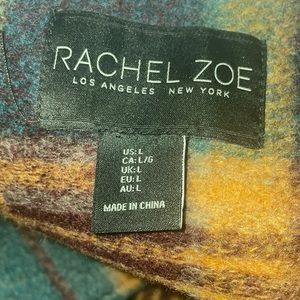 RACHEL ZOE
LOS ANGELES NEW YORK
US: L
CA: L/G
UK: L
EU: L
AU: L
MADE IN CHINA